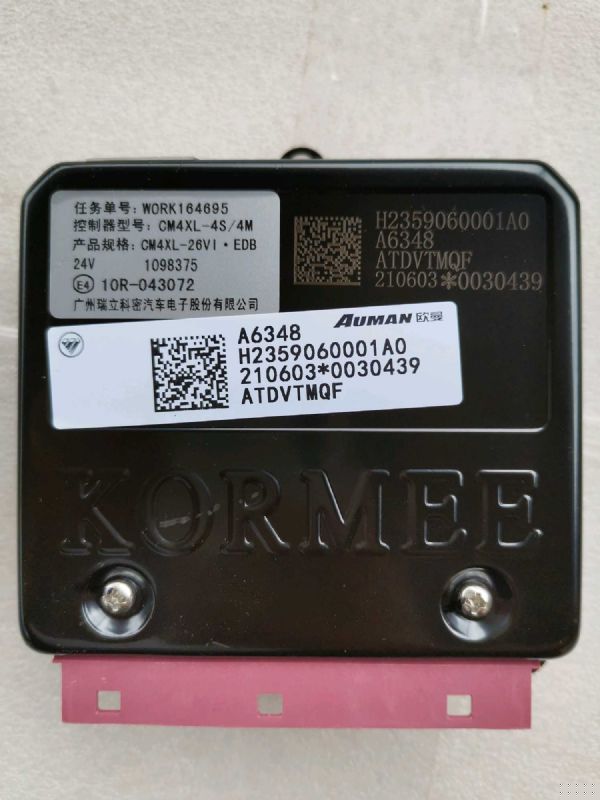 任务单号: WORK164695
控制器型号: CM4XL-4S/4M
产品规格: CM4XL-26VI·EDB
24V 1098375
E4 10R-043072
广州瑞立科密汽车电子股份有限公司
H2359060001A0
A6348
ATDVTMQF
210603*0030439
AUMAN 欧曼
A6348
H2359060001A0
210603*0030439
ATDVTMQF
KORMEE